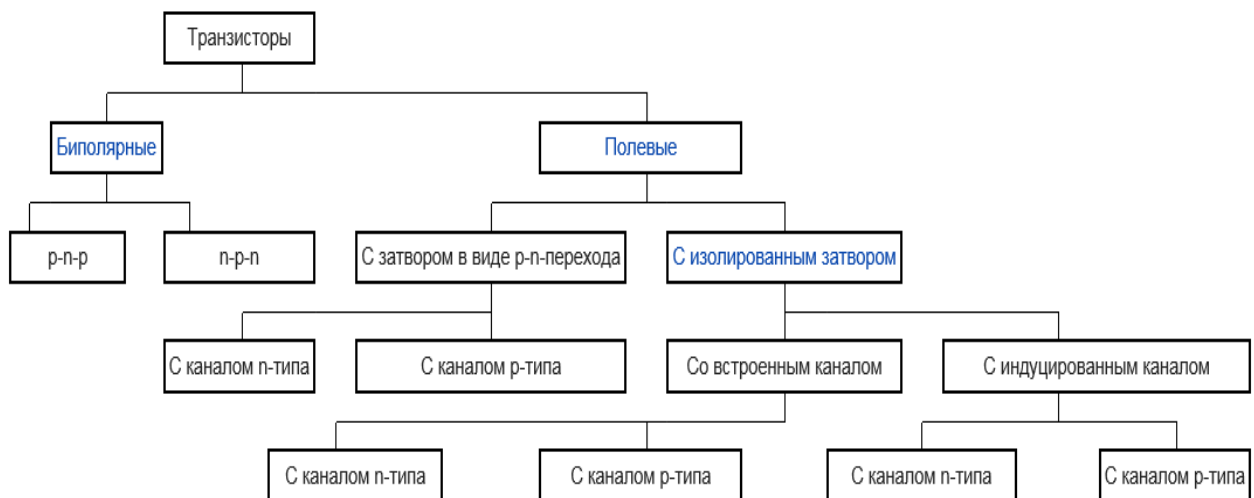 Транзисторы
Биполярные
Полевые
p-n-p
n-p-n
С затвором в виде p-n-перехода
С изолированным затвором
С каналом n-типа
С каналом p-типа
Со встроенным каналом
С индуцированным каналом
С каналом n-типа
С каналом p-типа
С каналом n-типа
С каналом p-типа